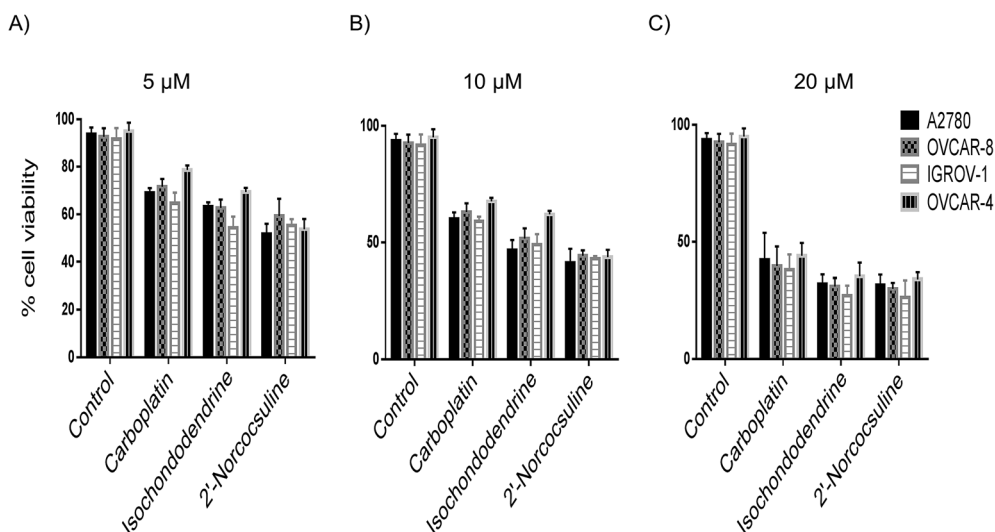 A)
B)
C)
5 µM
10 µM
20 µM
% cell viability
100
80
60
40
20
0
100
50
0
100
50
0
Control
Carboplatin
Isochondodendrine
2'-Norcocsuline
Control
Carboplatin
Isochondodendrine
2'-Norcocsuline
Control
Carboplatin
Isochondodendrine
2'-Norcocsuline
A2780
OVCAR-8
IGROV-1
OVCAR-4